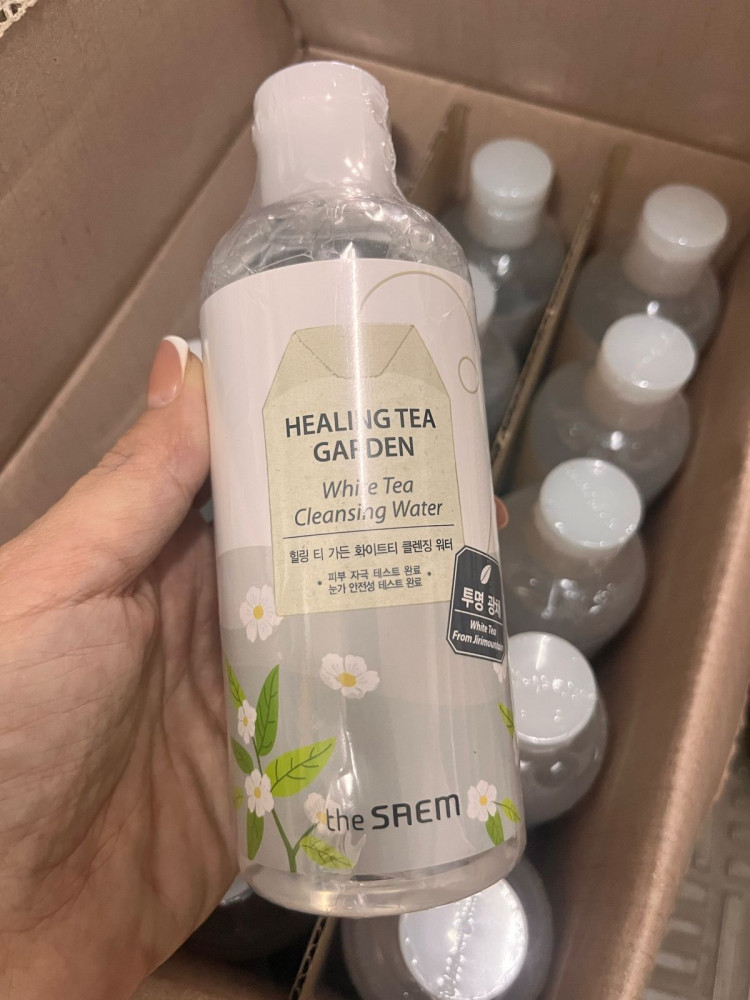 HEALING TEA
GARDEN
White Tea
Cleansing Water
힐링 티 가든 화이트티 클렌징 워터
• 피부 자극 테스트 완료 •
눈가 안전성 테스트 완료
투명 광채
White Tea
From Jirimountain
the SAEM